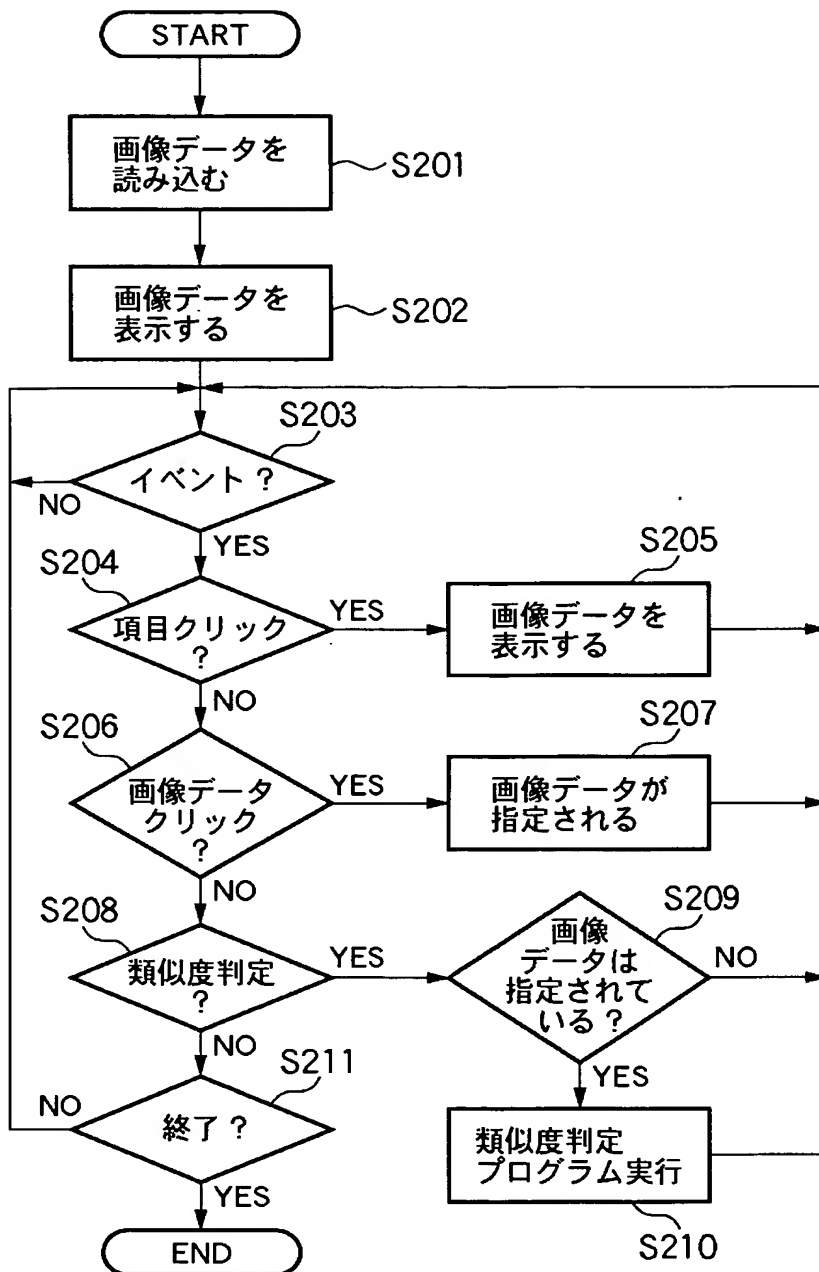 START
画像データを
読み込む
S201
画像データを
表示する
S202
S203
イベント？
NO
YES
S204
項目クリック
？
YES
S205
画像データを
表示する
NO
S206
画像データ
クリック
？
YES
S207
画像データが
指定される
NO
S208
類似度判定
？
YES
S209
画像
データは
指定されて
いる？
NO
YES
NO
S211
終了？
NO
類似度判定
プログラム実行
S210
YES
END